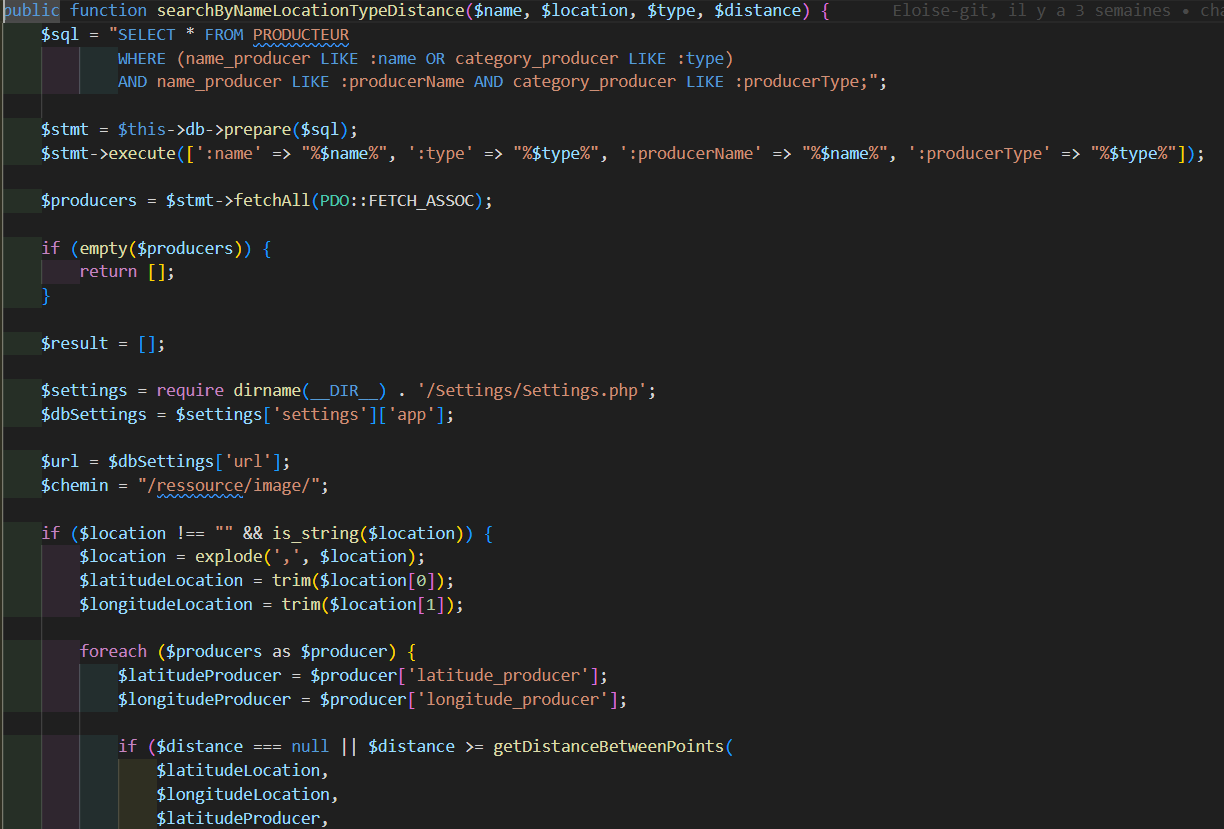 public function searchByNameLocationTypeDistance($name, $location, $type, $distance) { Eloise-git, il y a 3 semaines • cha
$sql = "SELECT * FROM PRODUCTEUR
WHERE (name_producer LIKE :name OR category_producer LIKE :type)
AND name_producer LIKE :producerName AND category_producer LIKE :producerType;";
$stmt = $this->db->prepare($sql);
$stmt->execute([':name' => "%$name%", ':type' => "%$type%", ':producerName' => "%$name%", ':producerType' => "%$type%"]);
$producers = $stmt->fetchAll(PDO::FETCH_ASSOC);
if (empty($producers)) {
return [];
}
$result = [];
$settings = require dirname(__DIR__) . '/Settings/Settings.php';
$dbSettings = $settings['settings']['app'];
$url = $dbSettings['url'];
$chemin = "/ressource/image/";
if ($location !== "" && is_string($location)) {
$location = explode(',', $location);
$latitudeLocation = trim($location[0]);
$longitudeLocation = trim($location[1]);
foreach ($producers as $producer) {
$latitudeProducer = $producer['latitude_producer'];
$longitudeProducer = $producer['longitude_producer'];
if ($distance === null || $distance >= getDistanceBetweenPoints(
$latitudeLocation,
$longitudeLocation,
$latitudeProducer,